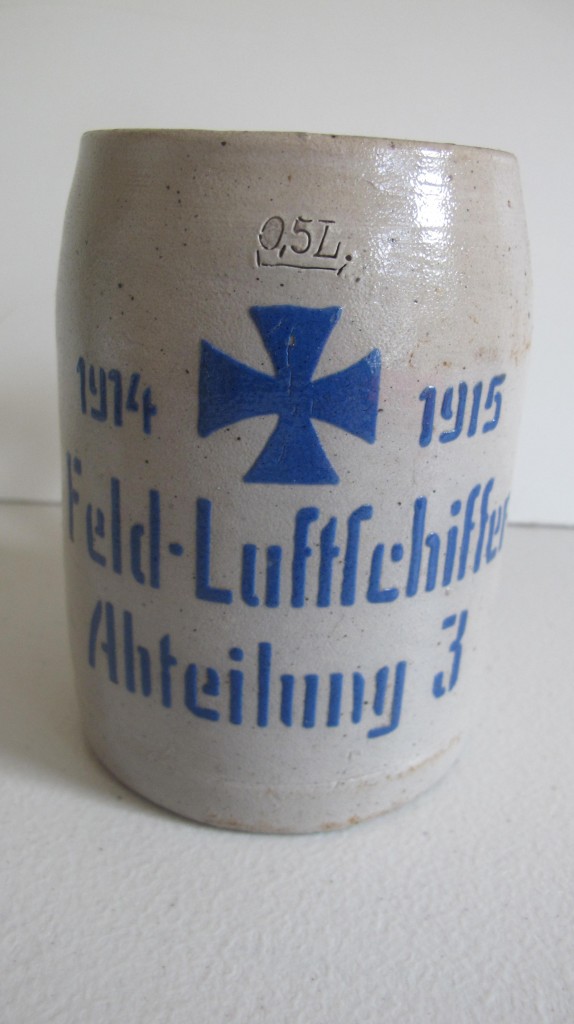 0,5L.
1914 1915
Feld-Luftſchiffer
Abteilung 3